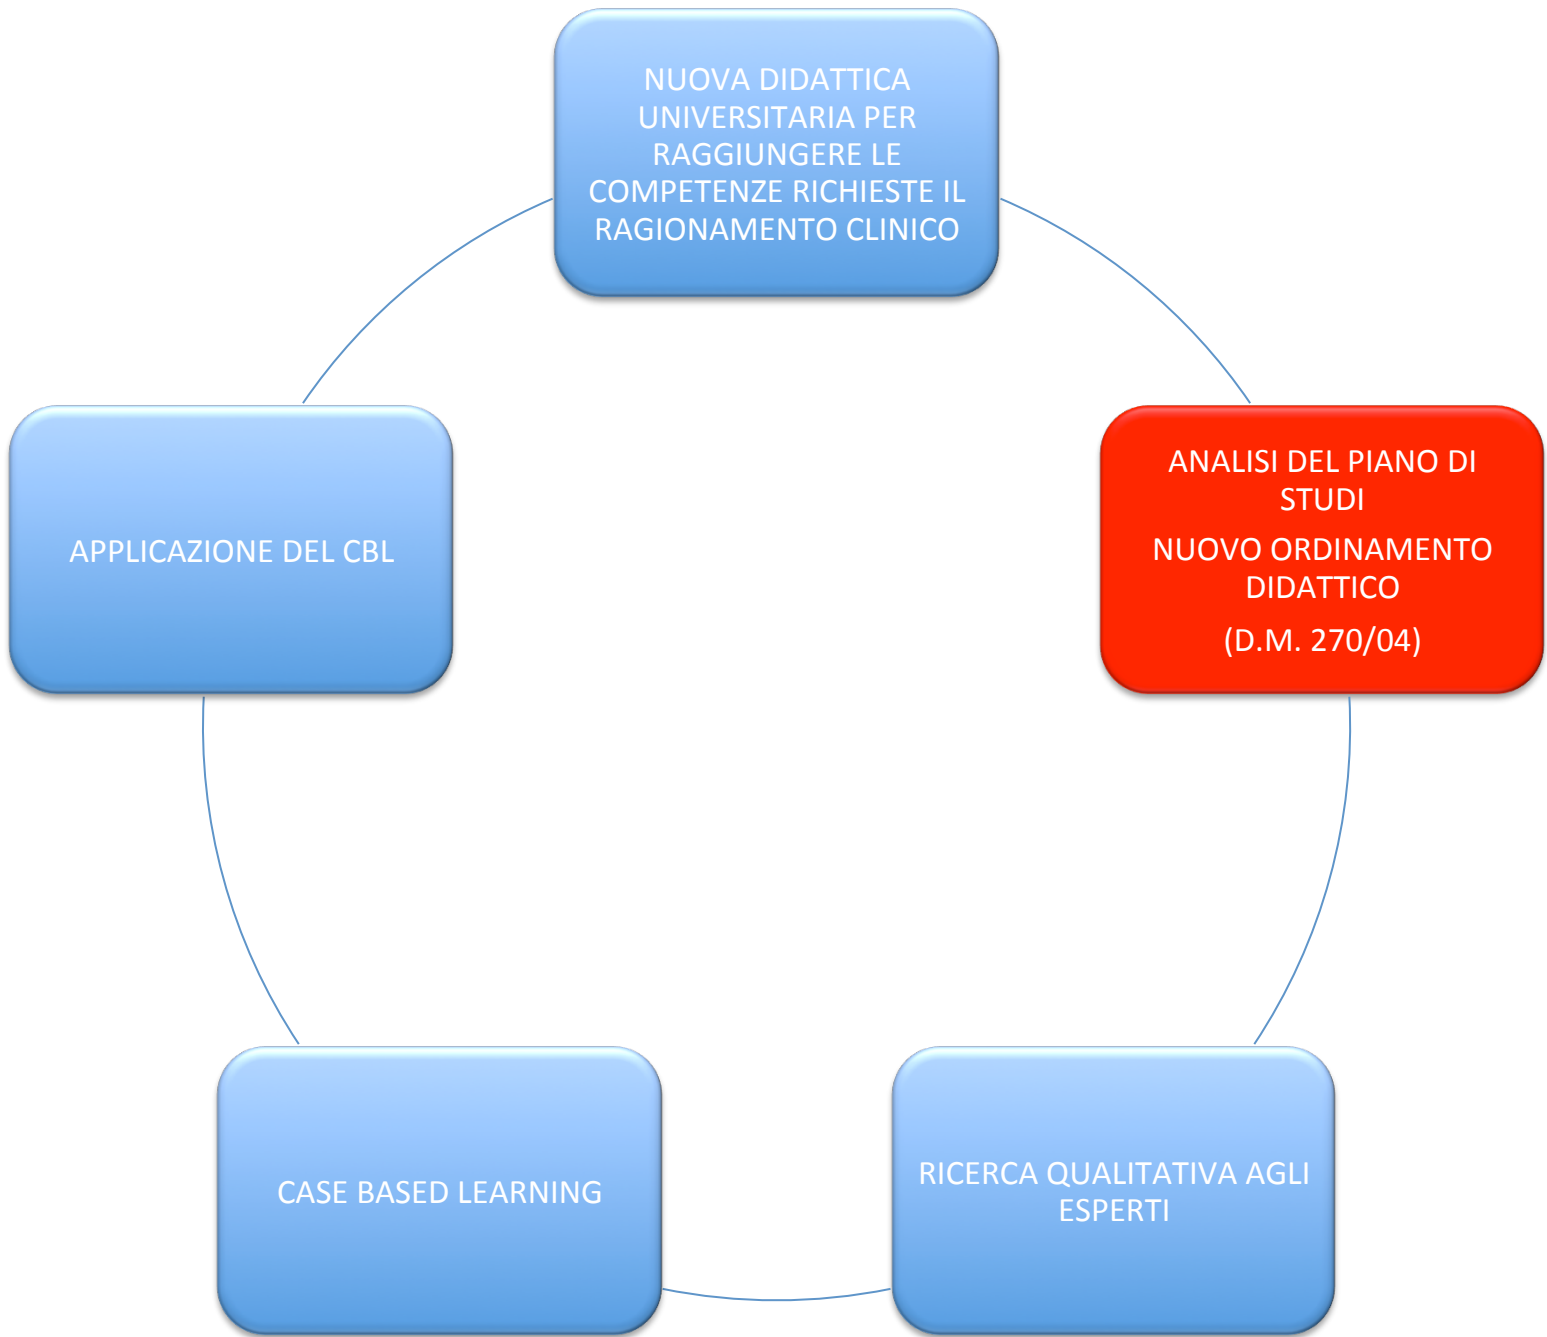 NUOVA DIDATTICA
UNIVERSITARIA PER
RAGGIUNGERE LE
COMPETENZE RICHIESTE IL
RAGIONAMENTO CLINICO
ANALISI DEL PIANO DI
STUDI
NUOVO ORDINAMENTO
DIDATTICO
(D.M. 270/04)
RICERCA QUALITATIVA AGLI
ESPERTI
CASE BASED LEARNING
APPLICAZIONE DEL CBL